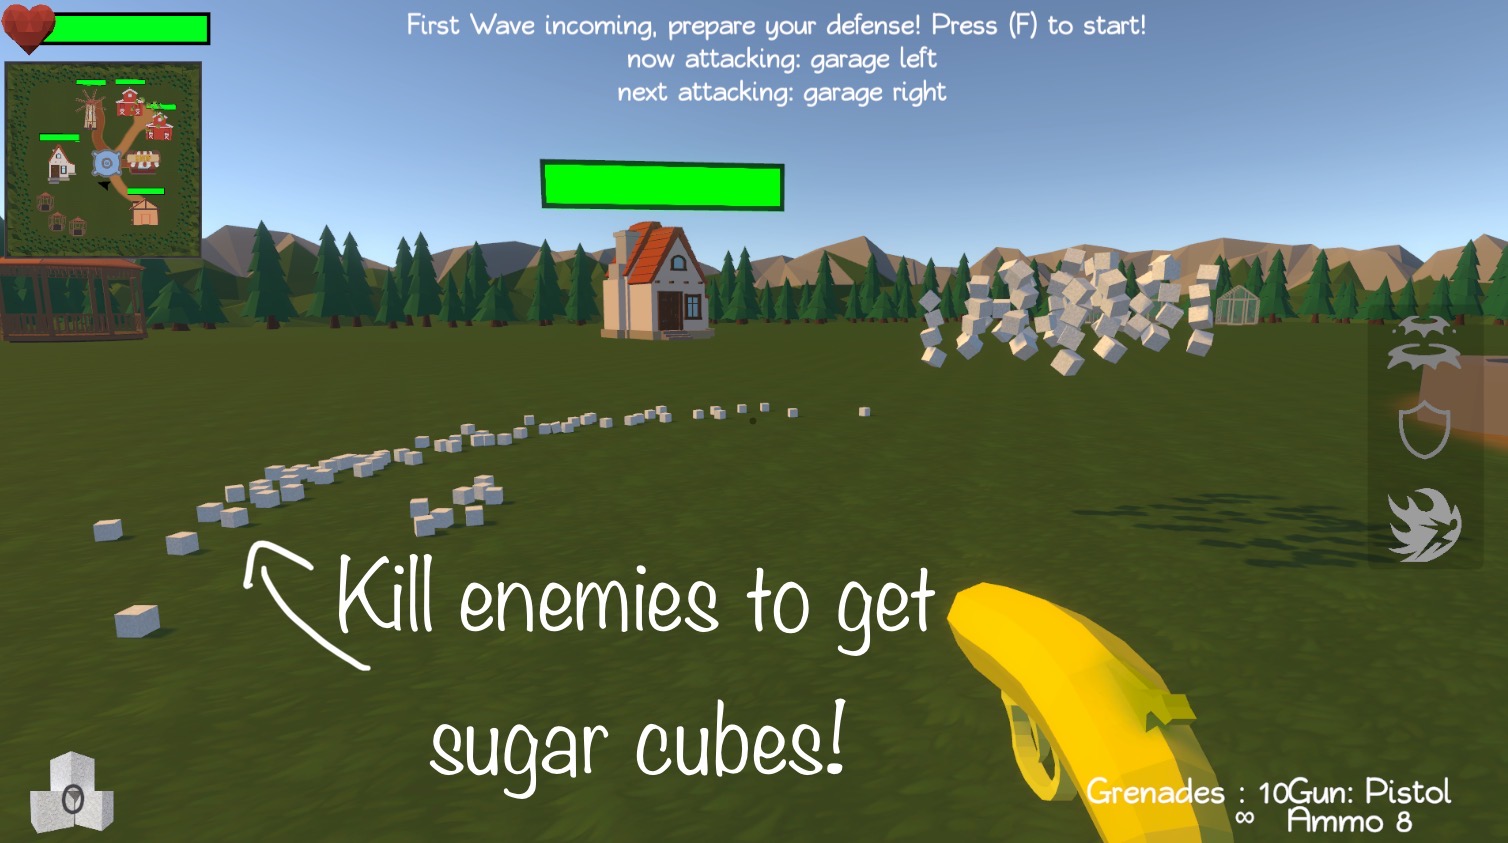 First Wave incoming, prepare your defense! Press (F) to start!
now attacking: garage left
next attacking: garage right
Kill enemies to get
sugar cubes!
0
Grenades : 10Gun: Pistol
∞ Ammo 8